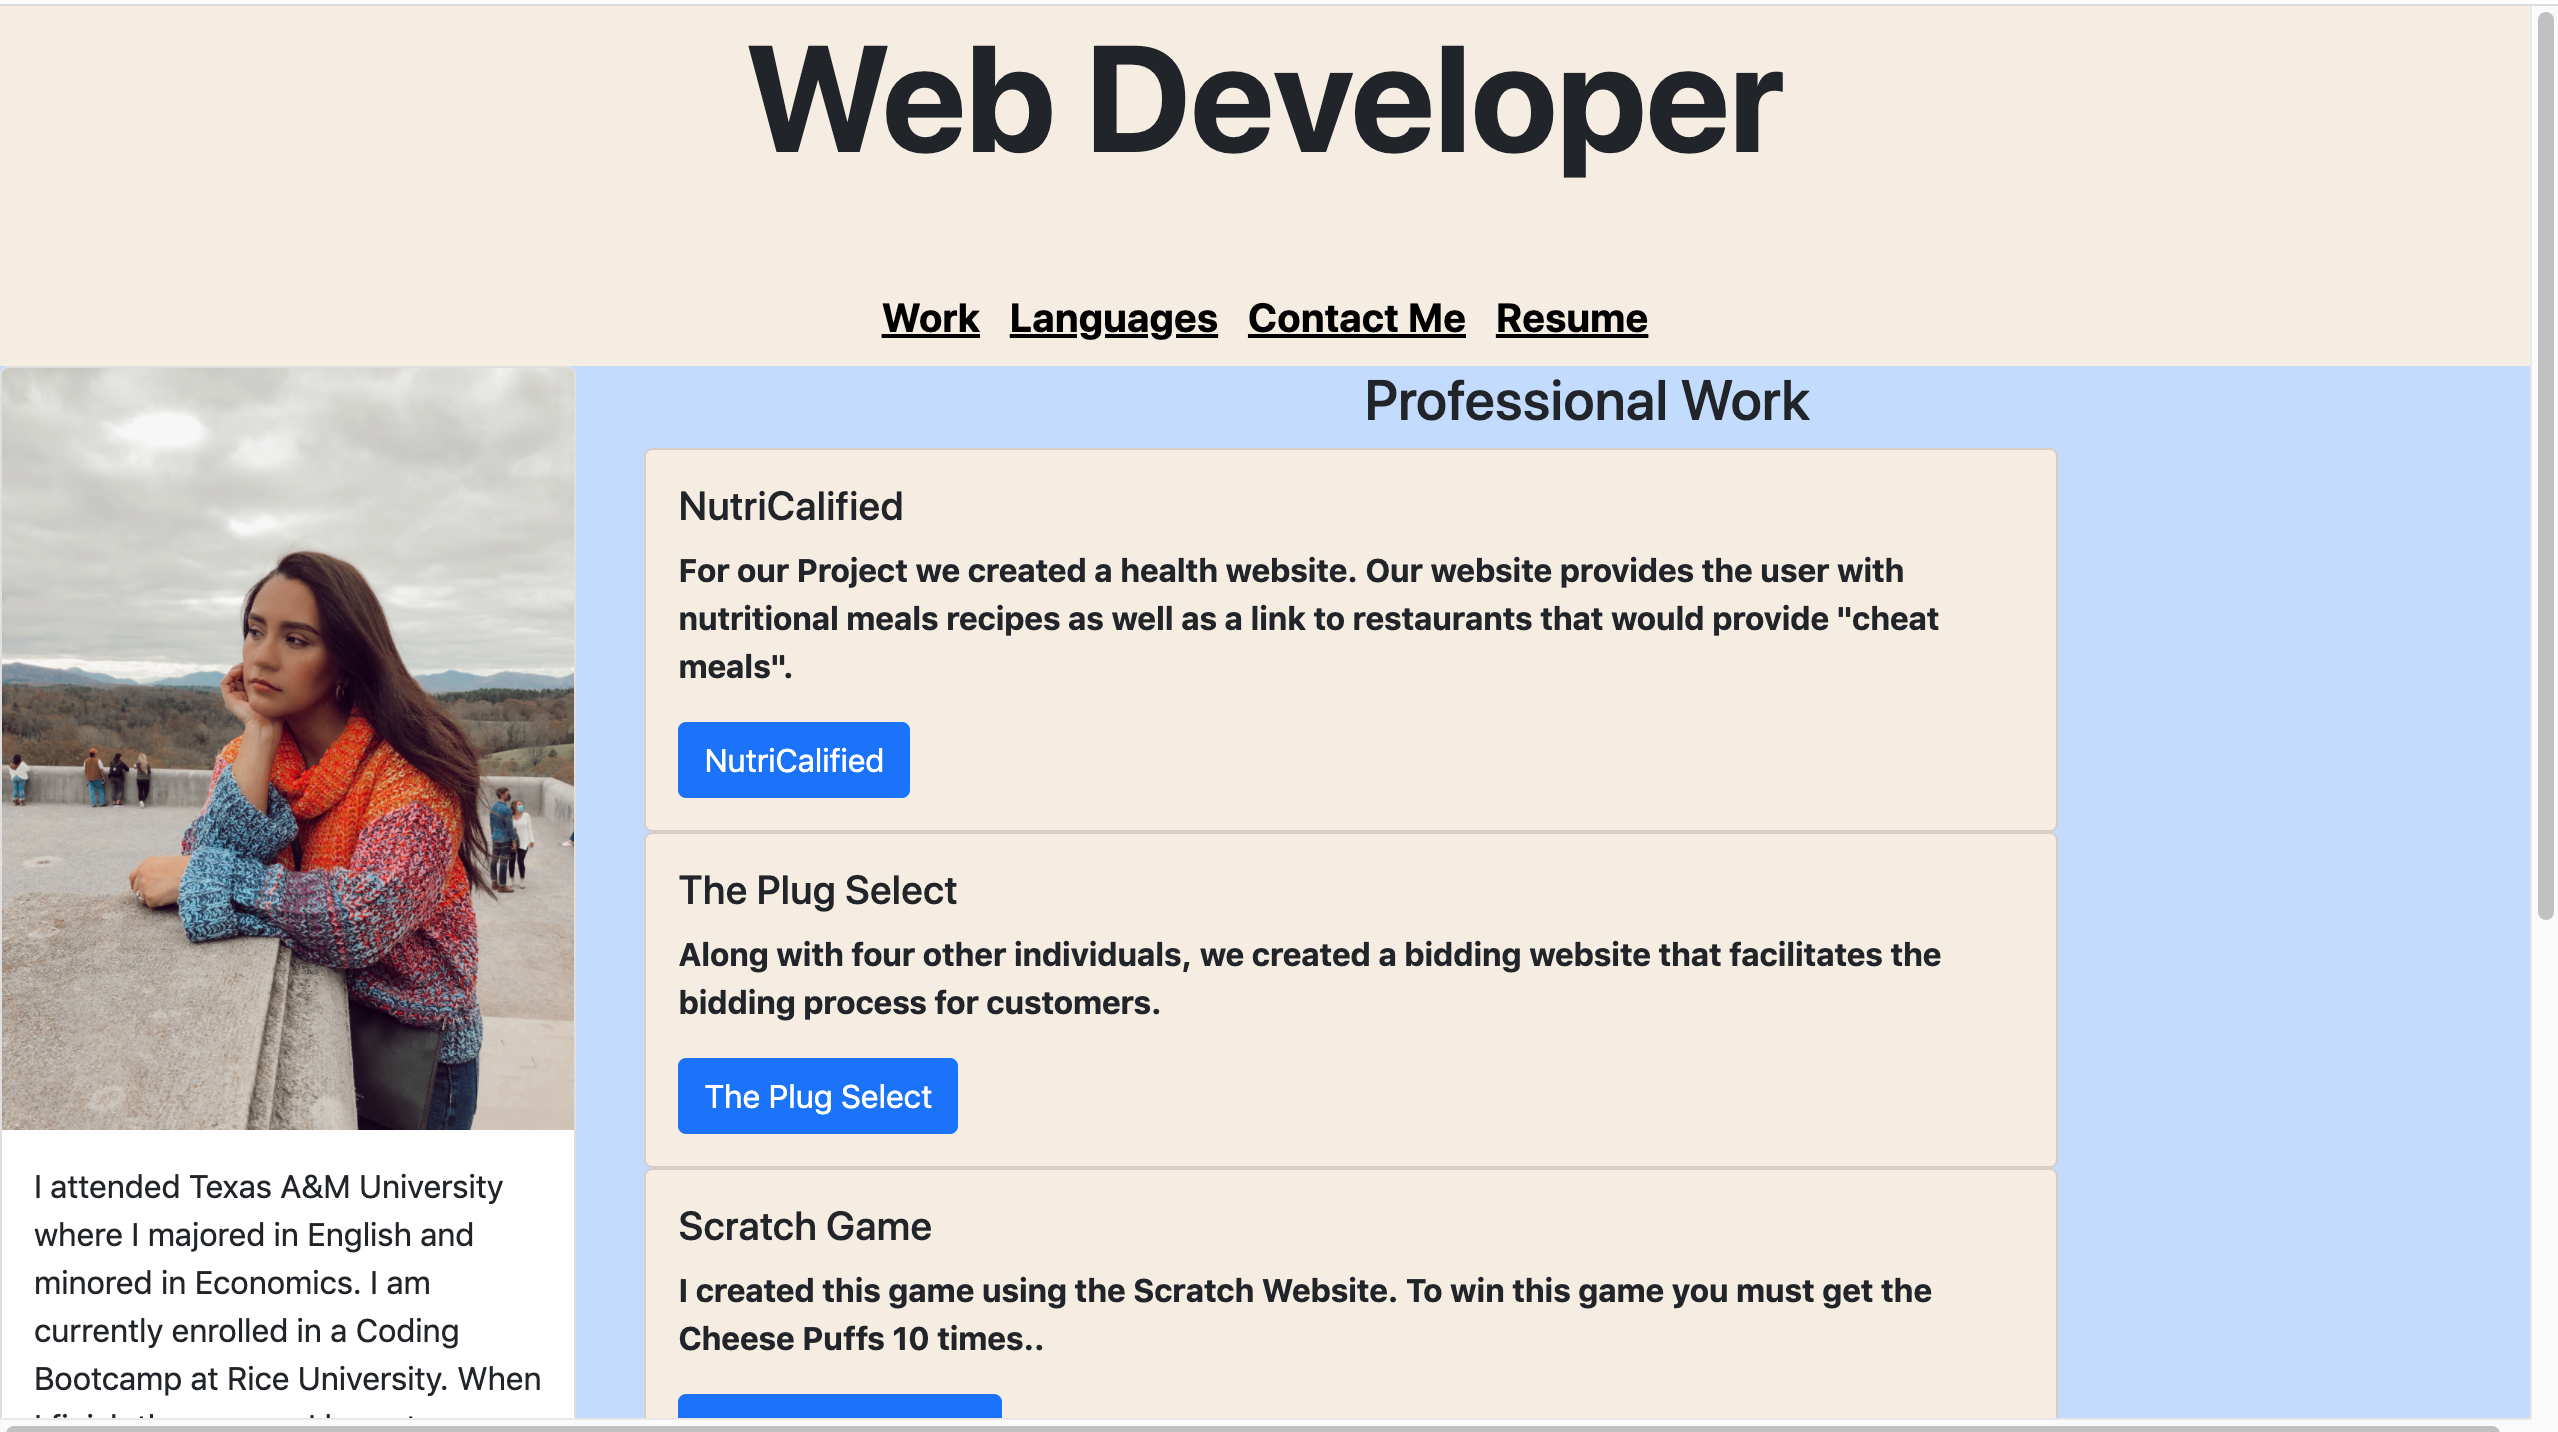 Web Developer
Work Languages Contact Me Resume
Professional Work
NutriCalified
For our Project we created a health website. Our website provides the user with
nutritional meals recipes as well as a link to restaurants that would provide "cheat
meals".
NutriCalified
The Plug Select
Along with four other individuals, we created a bidding website that facilitates the
bidding process for customers.
The Plug Select
Scratch Game
I created this game using the Scratch Website. To win this game you must get the
Cheese Puffs 10 times..
I attended Texas A&M University
where I majored in English and
minored in Economics. I am
currently enrolled in a Coding
Bootcamp at Rice University. When